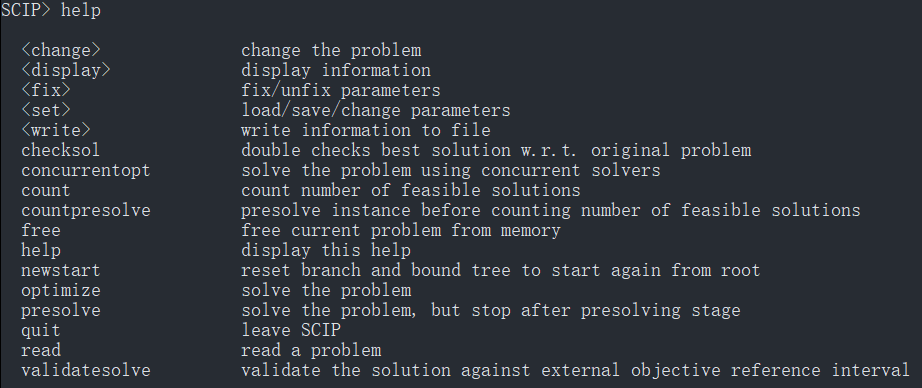 SCIP> help
<change> change the problem
<display> display information
<fix> fix/unfix parameters
<set> load/save/change parameters
<write> write information to file
checksol double checks best solution w.r.t. original problem
concurrentopt solve the problem using concurrent solvers
count count number of feasible solutions
countpresolve presolve instance before counting number of feasible solutions
free free current problem from memory
help display this help
newstart reset branch and bound tree to start again from root
optimize solve the problem
presolve solve the problem, but stop after presolving stage
quit leave SCIP
read read a problem
validatesolve validate the solution against external objective reference interval